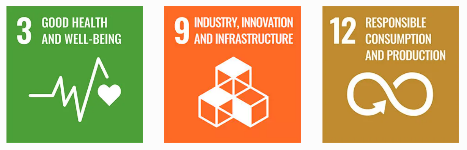 3 GOOD HEALTH
AND WELL-BEING
9 INDUSTRY, INNOVATION
AND INFRASTRUCTURE
12 RESPONSIBLE
CONSUMPTION
AND PRODUCTION